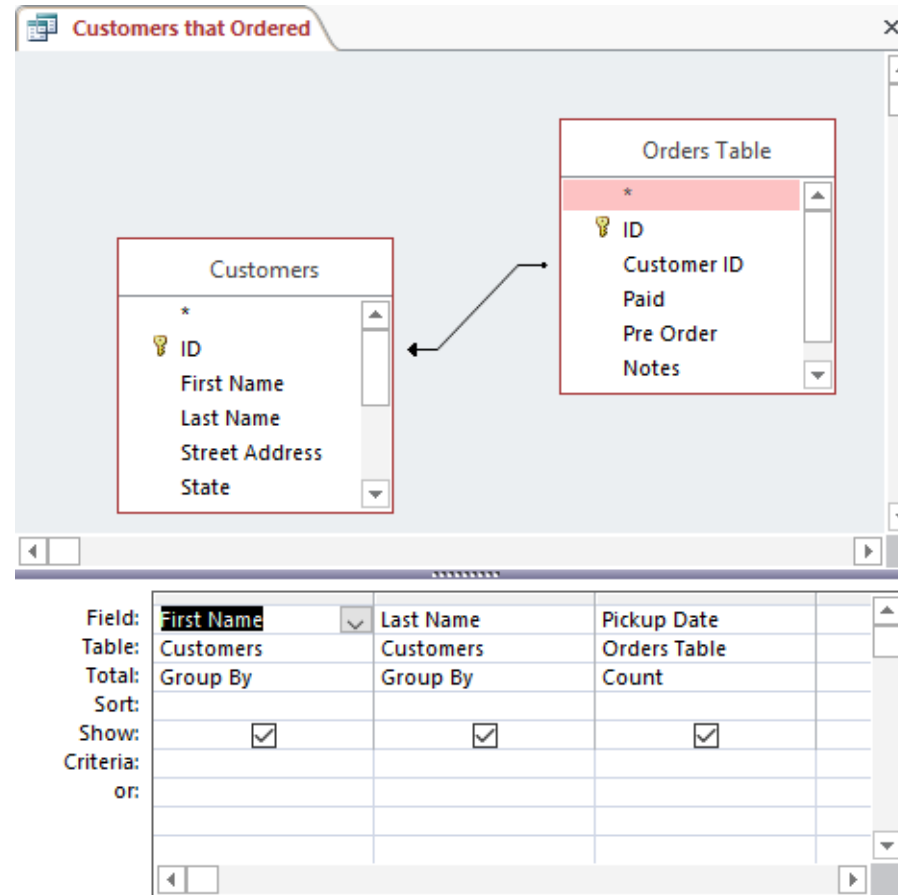 Customers that Ordered
Orders Table
*
ID
Customer ID
Paid
Pre Order
Notes
Customers
*
ID
First Name
Last Name
Street Address
State
Field: First Name Last Name Pickup Date
Table: Customers Customers Orders Table
Total: Group By Group By Count
Sort:
Show:
Criteria:
or: